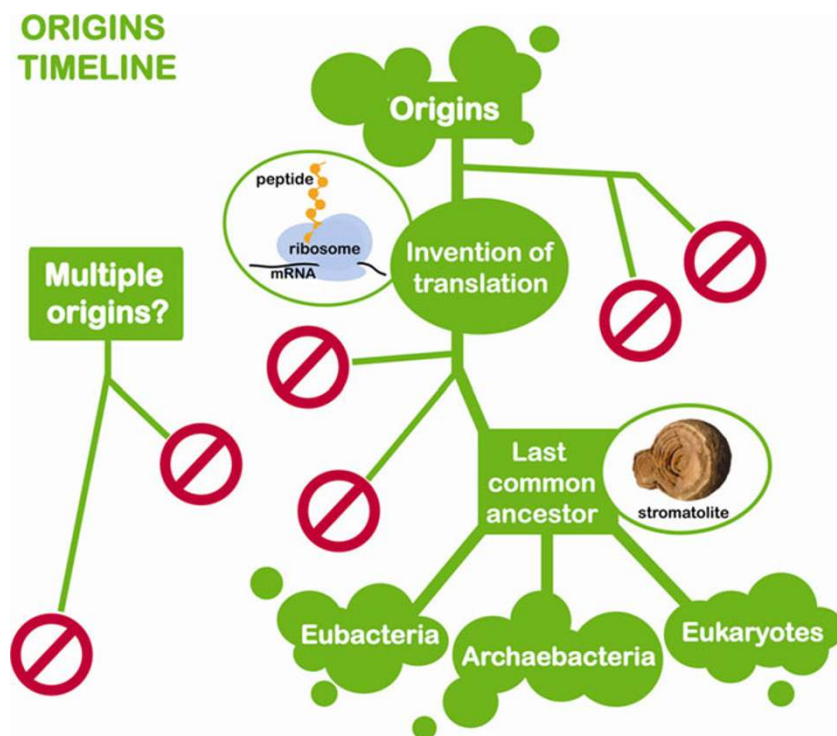 ORIGINS
TIMELINE
Origins
peptide
ribosome
mRNA
Invention of
translation
Multiple
origins?
Last
common
ancestor
stromatolite
Eubacteria
Archaebacteria
Eukaryotes